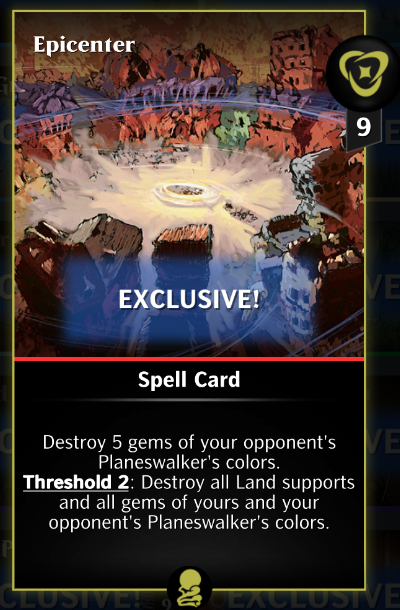 Epicenter
9
EXCLUSIVE!
Spell Card
Destroy 5 gems of your opponent's
Planeswalker's colors.
Threshold 2: Destroy all Land supports
and all gems of yours and your
opponent's Planeswalker's colors.